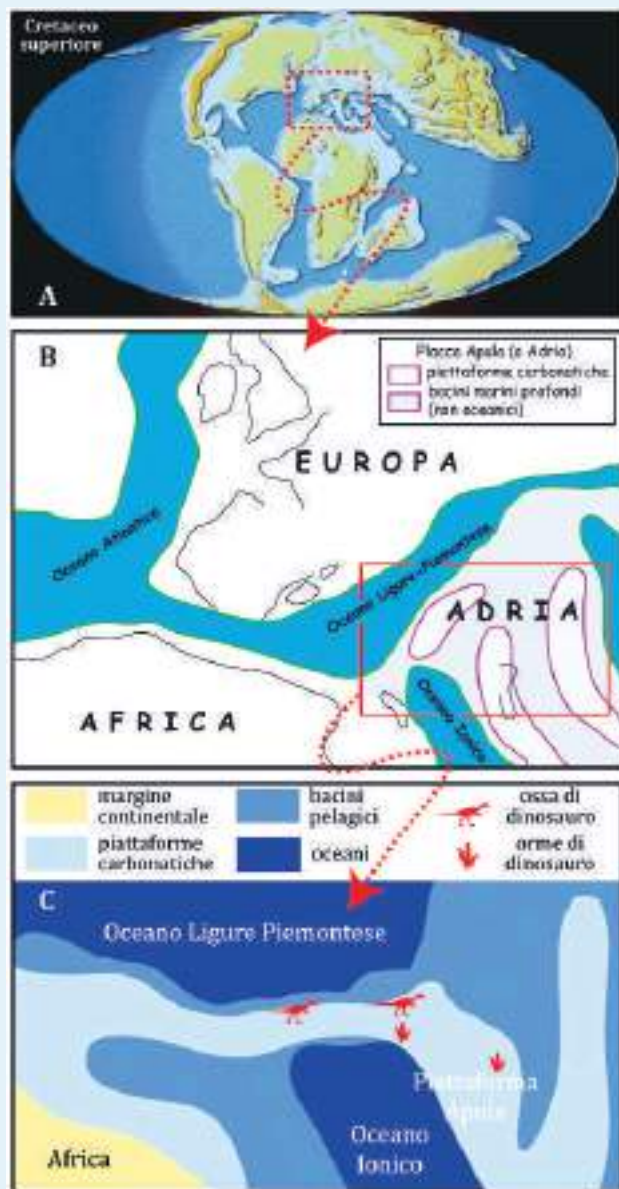 Cretaceo
superiore
A
B
Placca Apula (o Adria)
piattaforme carbonatiche
bacini marini profondi
(non oceanici)
EUROPA
Oceano Atlantico
Oceano Ligure-Piemontese
ADRIA
AFRICA
Oceano Ionico
margine
continentale
bacini
pelagici
ossa di
dinosauro
piattaforme
carbonatiche
oceani
orme di
dinosauro
C
Oceano Ligure Piemontese
Piattaforma
Apula
Oceano
Ionico
Africa